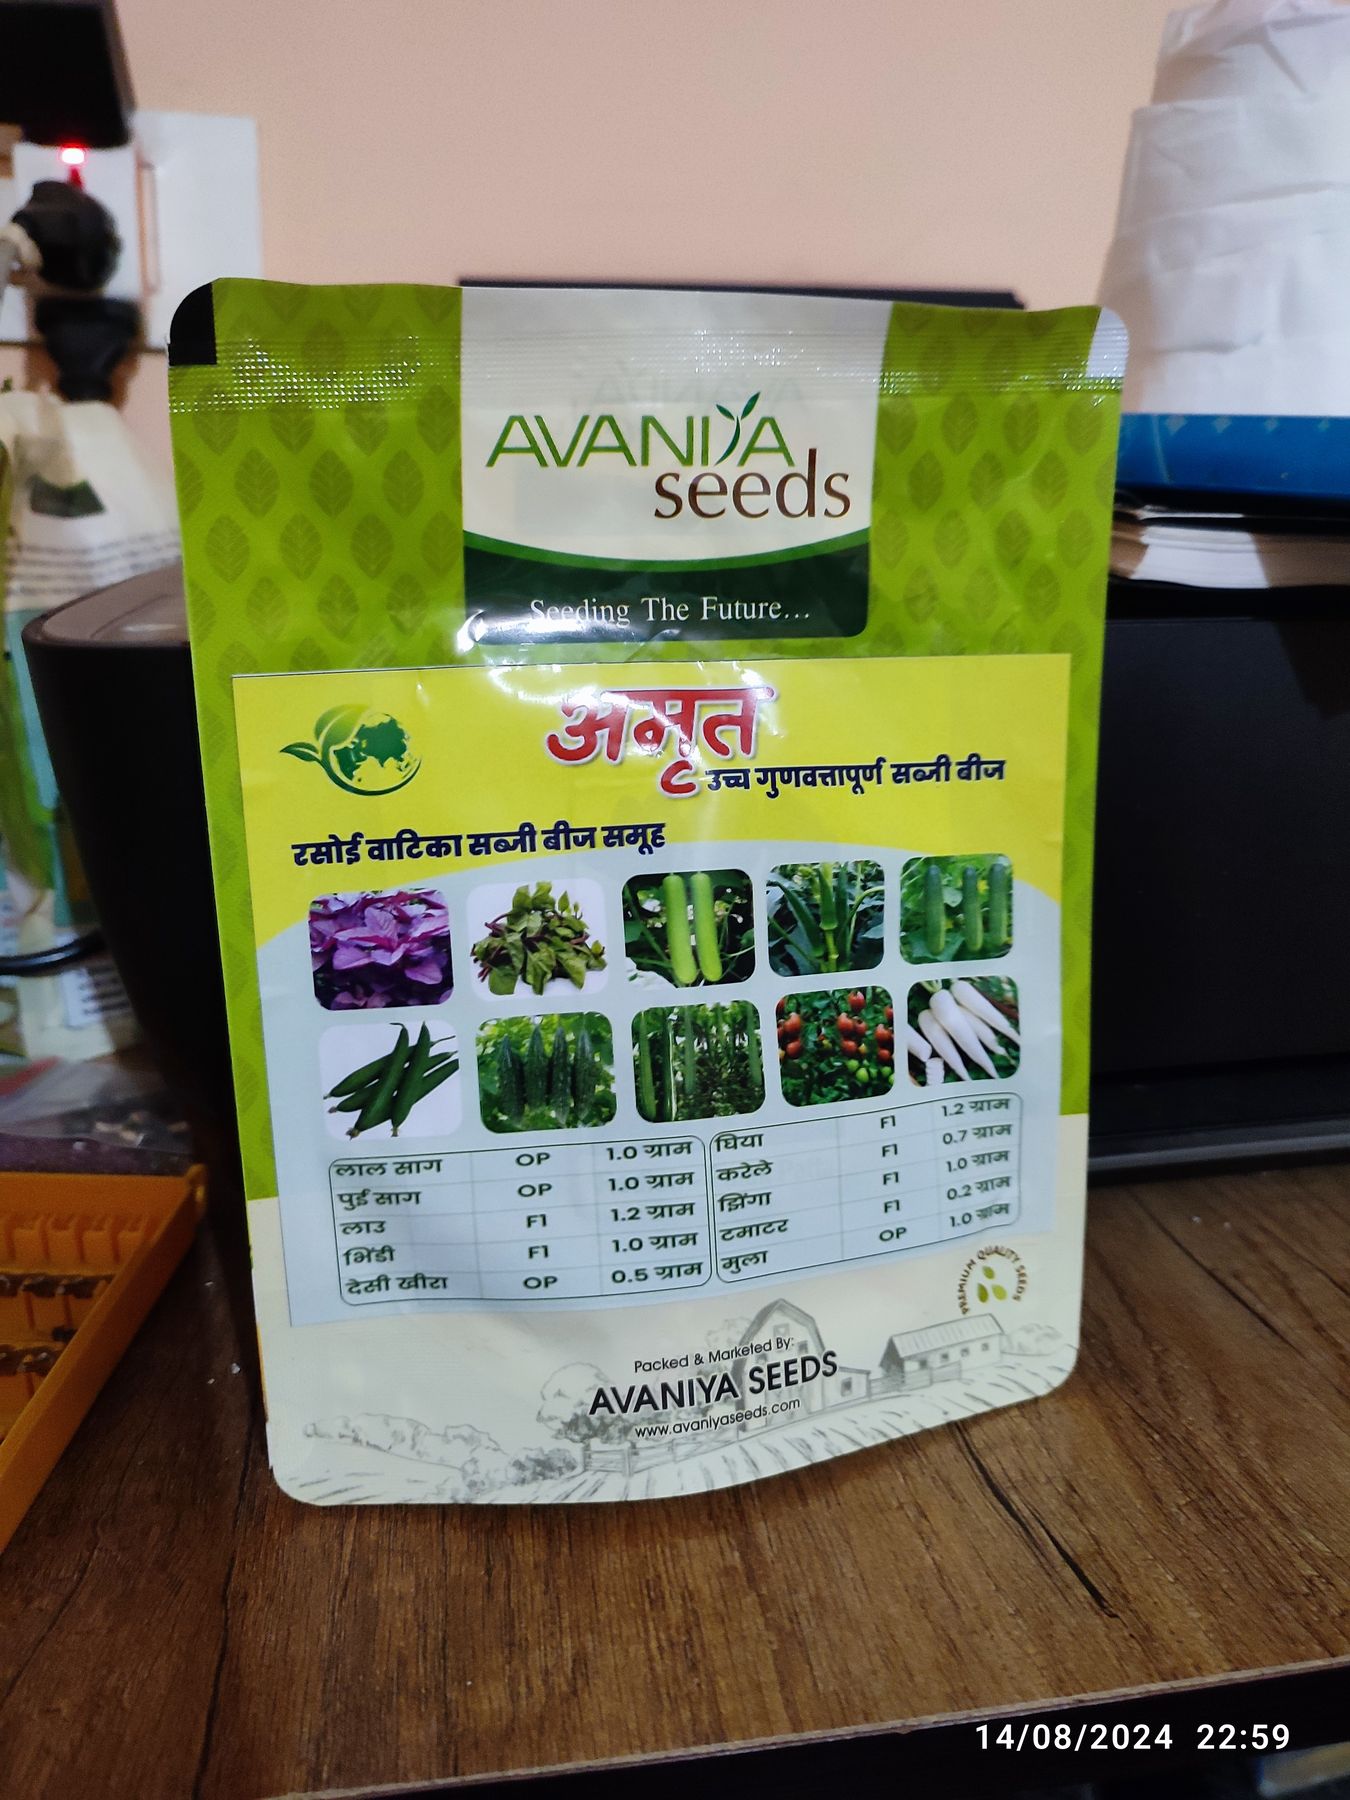 AVANIYA
seeds
Seeding The Future...
अमृत
उच्च गुणवत्तापूर्ण सब्जी बीज
रसोई वाटिका सब्जी बीज समूह
लाल साग OP 1.0 ग्राम
पुई साग OP 1.0 ग्राम
लाउ F1 1.2 ग्राम
भिंडी F1 1.0 ग्राम
देसी खीरा OP 0.5 ग्राम
घिया F1 1.2 ग्राम
करेले F1 0.7 ग्राम
झिंगा F1 1.0 ग्राम
टमाटर F1 0.2 ग्राम
मुला OP 1.0 ग्राम
PREMIUM QUALITY SEEDS
Packed & Marketed By:
AVANIYA SEEDS
www.avaniyaseeds.com
14/08/2024 22:59